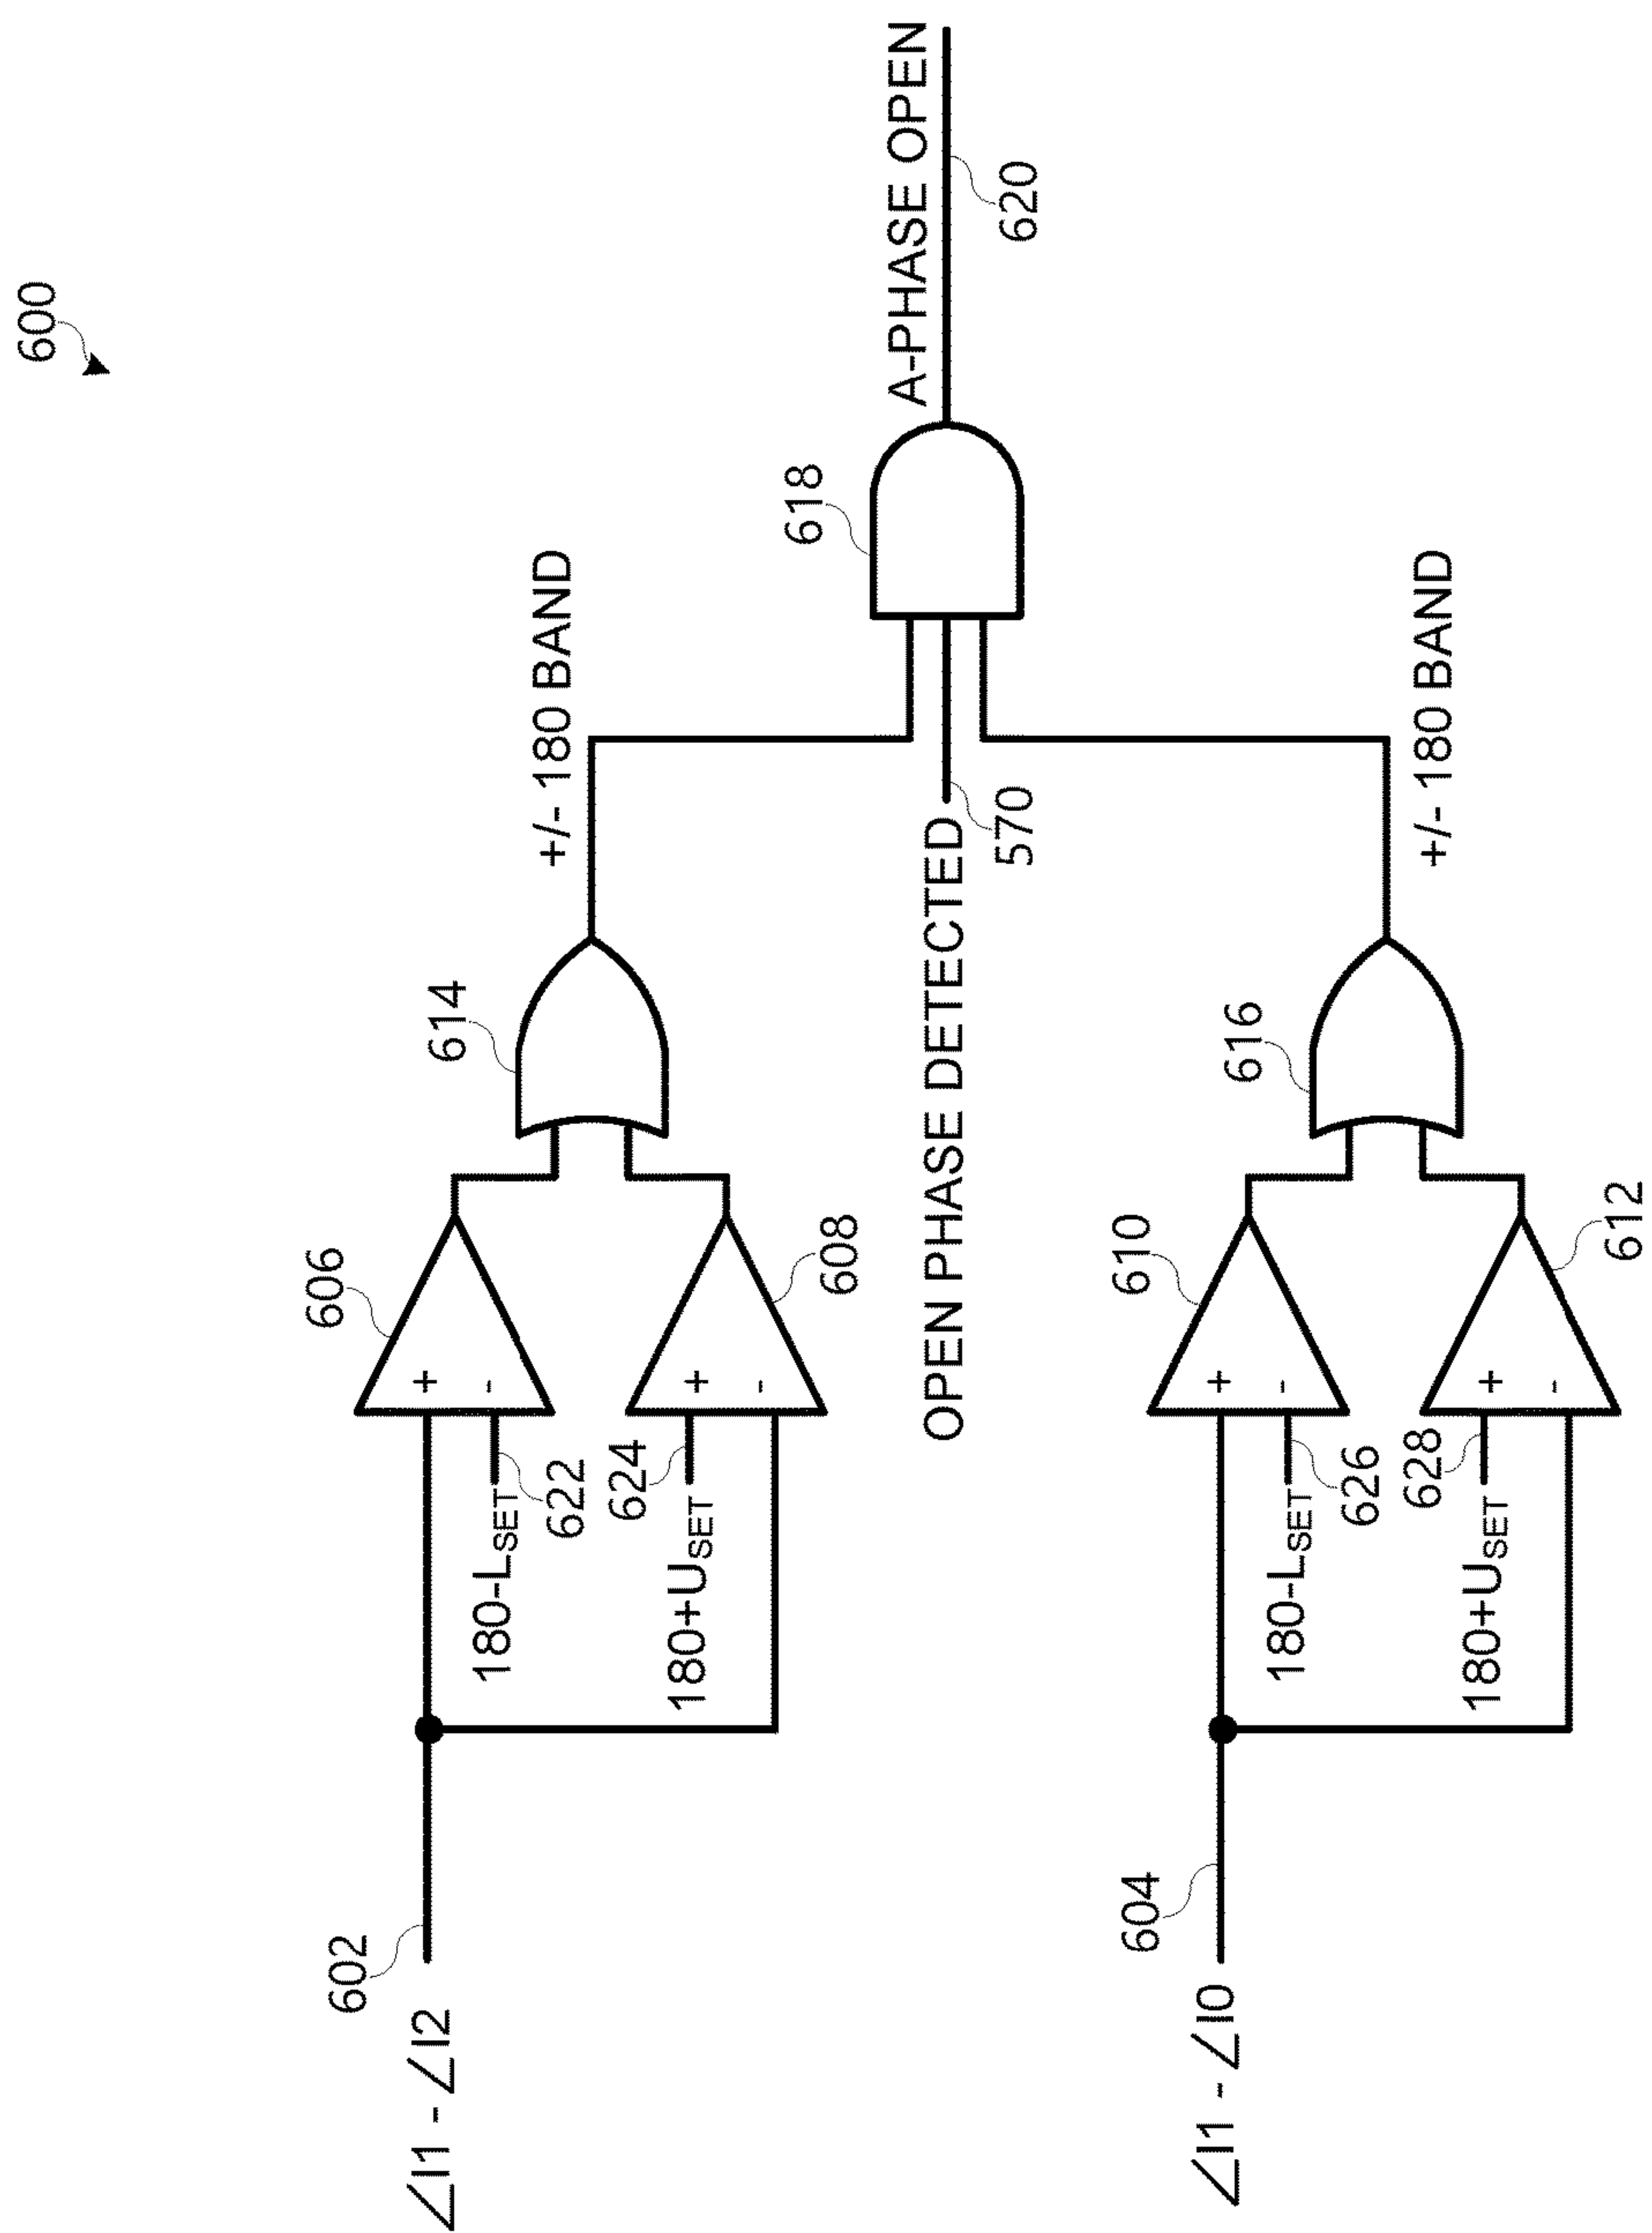 600
∠I1 - ∠I2
602
606
+
-
180-LSET
622
624
180+USET
+
-
608
614
+/- 180 BAND
OPEN PHASE DETECTED
570
618
A-PHASE OPEN
620
∠I1 - ∠I0
604
610
+
-
180-LSET
626
628
180+USET
+
-
612
616
+/- 180 BAND